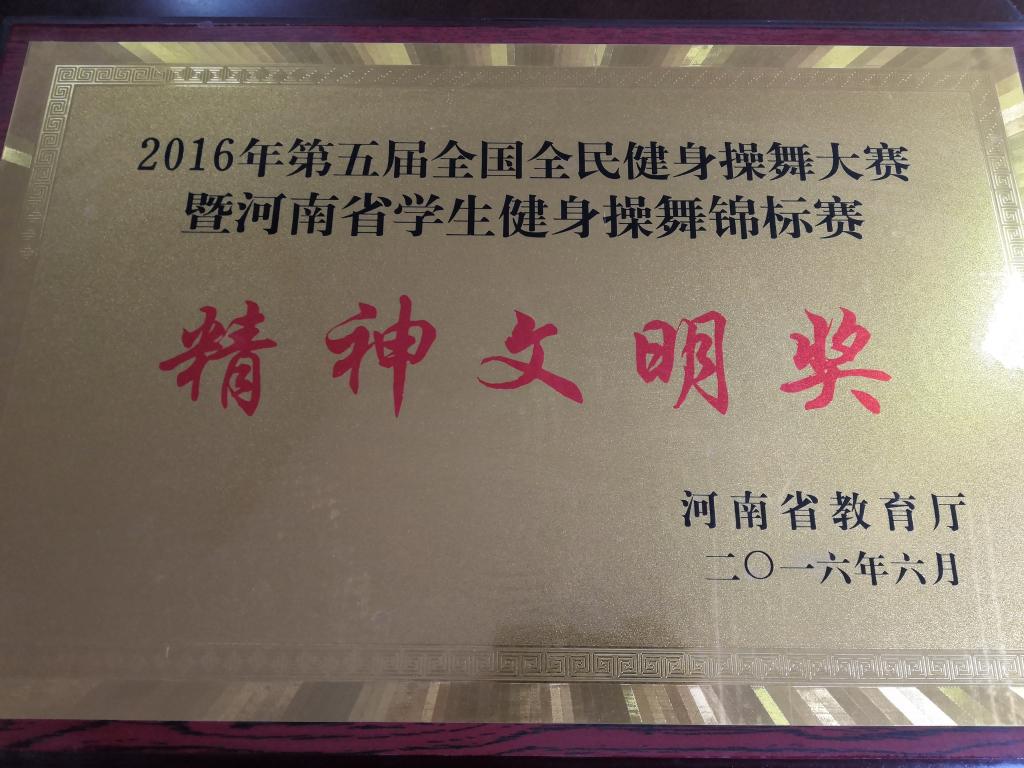 2016年第五届全国全民健身操舞大赛
暨河南省学生健身操舞锦标赛
精神文明奖
河南省教育厅
二〇一六年六月